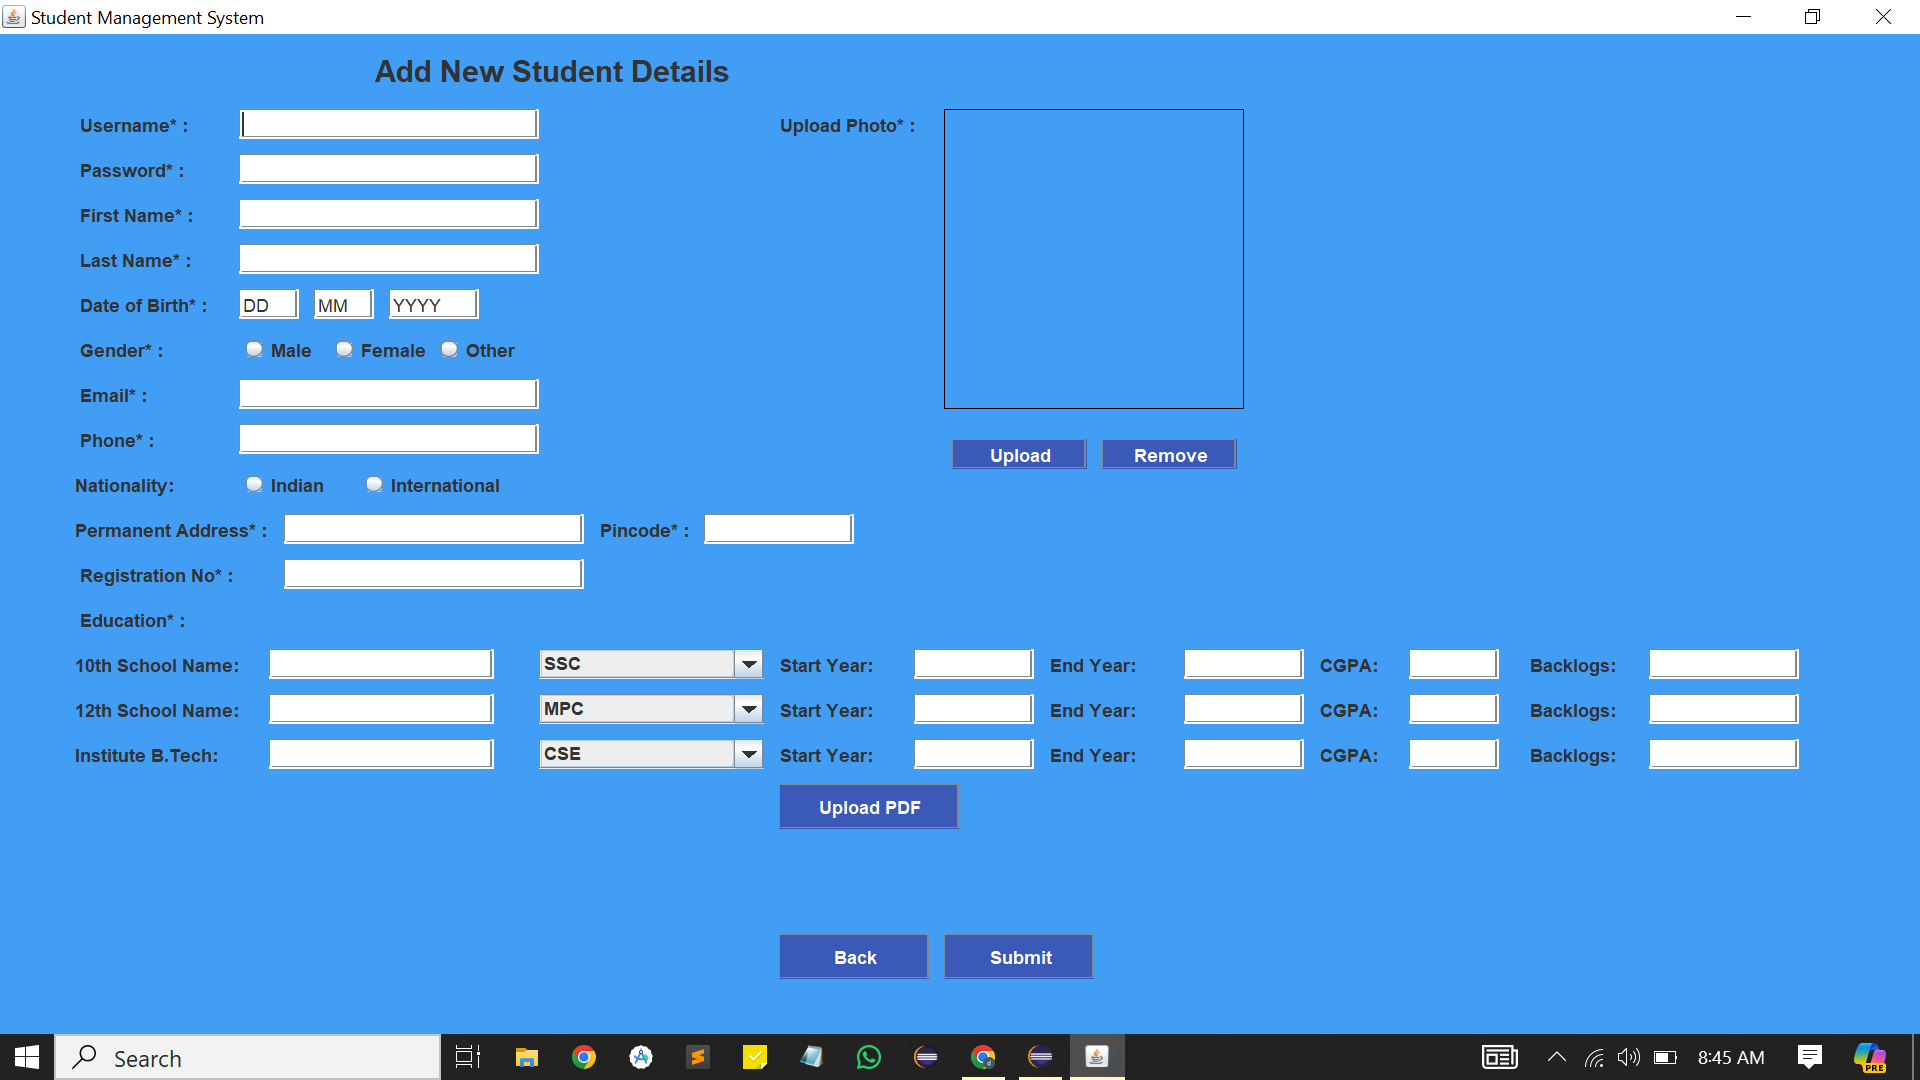 Student Management System
Add New Student Details
Username* :
Upload Photo* :
Password* :
First Name* :
Last Name* :
Date of Birth* : DD MM YYYY
Gender* : Male Female Other
Email* :
Phone* :
Upload Remove
Nationality: Indian International
Permanent Address* : Pincode* :
Registration No* :
Education* :
10th School Name: SSC Start Year: End Year: CGPA: Backlogs:
12th School Name: MPC Start Year: End Year: CGPA: Backlogs:
Institute B.Tech: CSE Start Year: End Year: CGPA: Backlogs:
Upload PDF
Back Submit
Search
8:45 AM
PRE